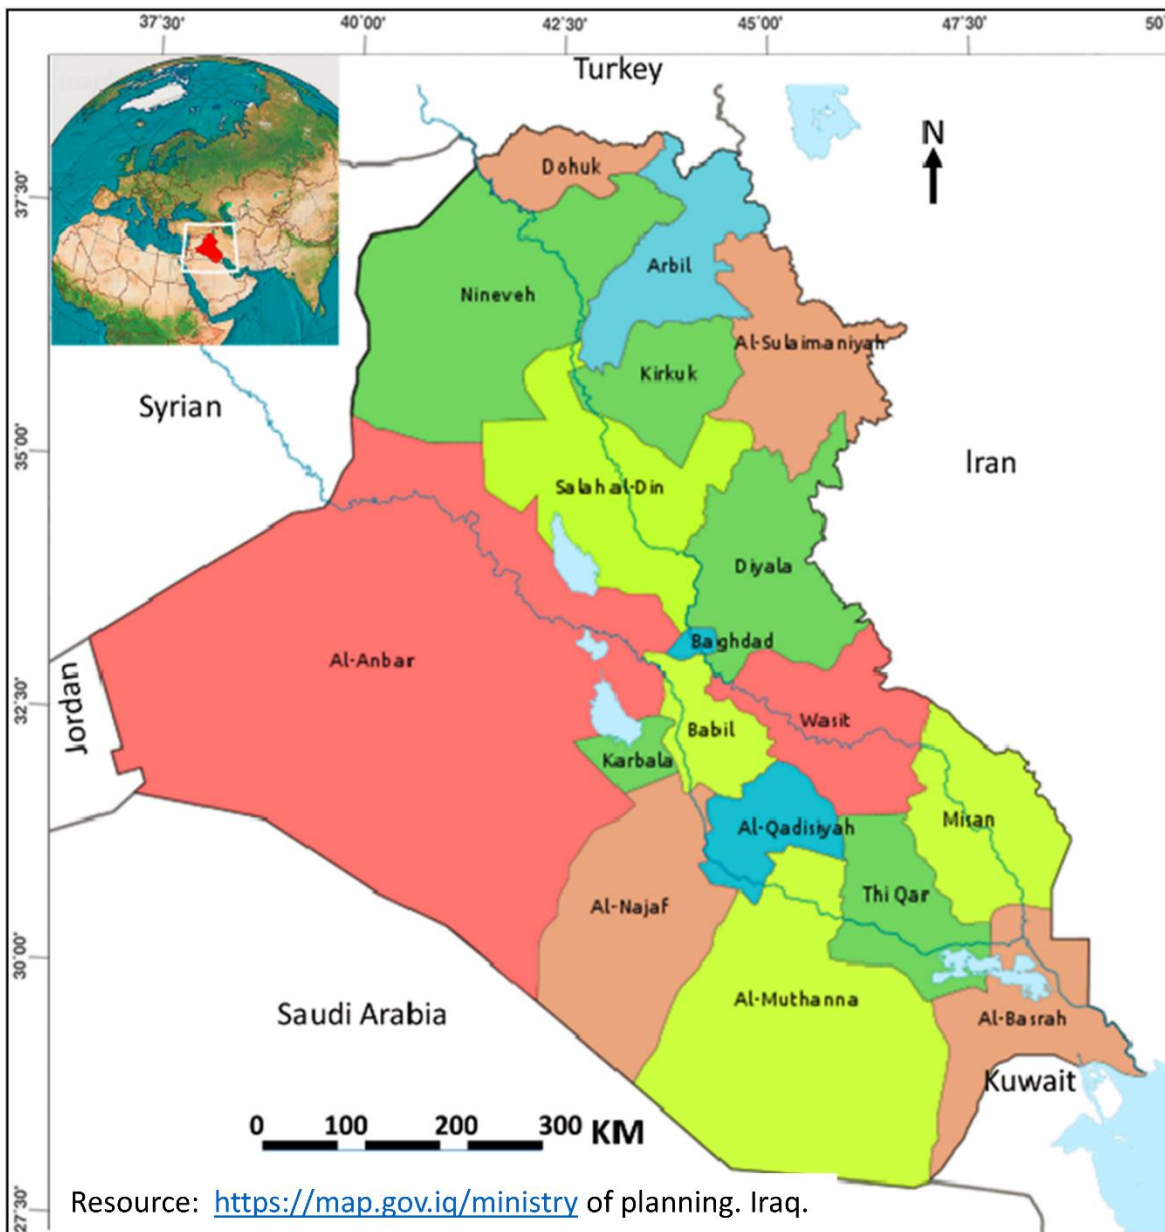 37°30' 40°00' 42°30' 45°00' 47°30' 50
Turkey
N
Dohuk
37°30'
Arbil
Nineveh
Al-Sulaimaniyah
Kirkuk
Syrian
35°00'
Iran
Salah al-Din
Diyala
Baghdad
Al-Anbar
Jordan
32°30'
Wasit
Babil
Karbala
Misan
Al-Qadisiyah
Thi Qar
Al-Najaf
30°00'
Al-Muthanna
Saudi Arabia
Al-Basrah
Kuwait
0 100 200 300 KM
Resource: https://map.gov.iq/ministry of planning. Iraq.
27°30'